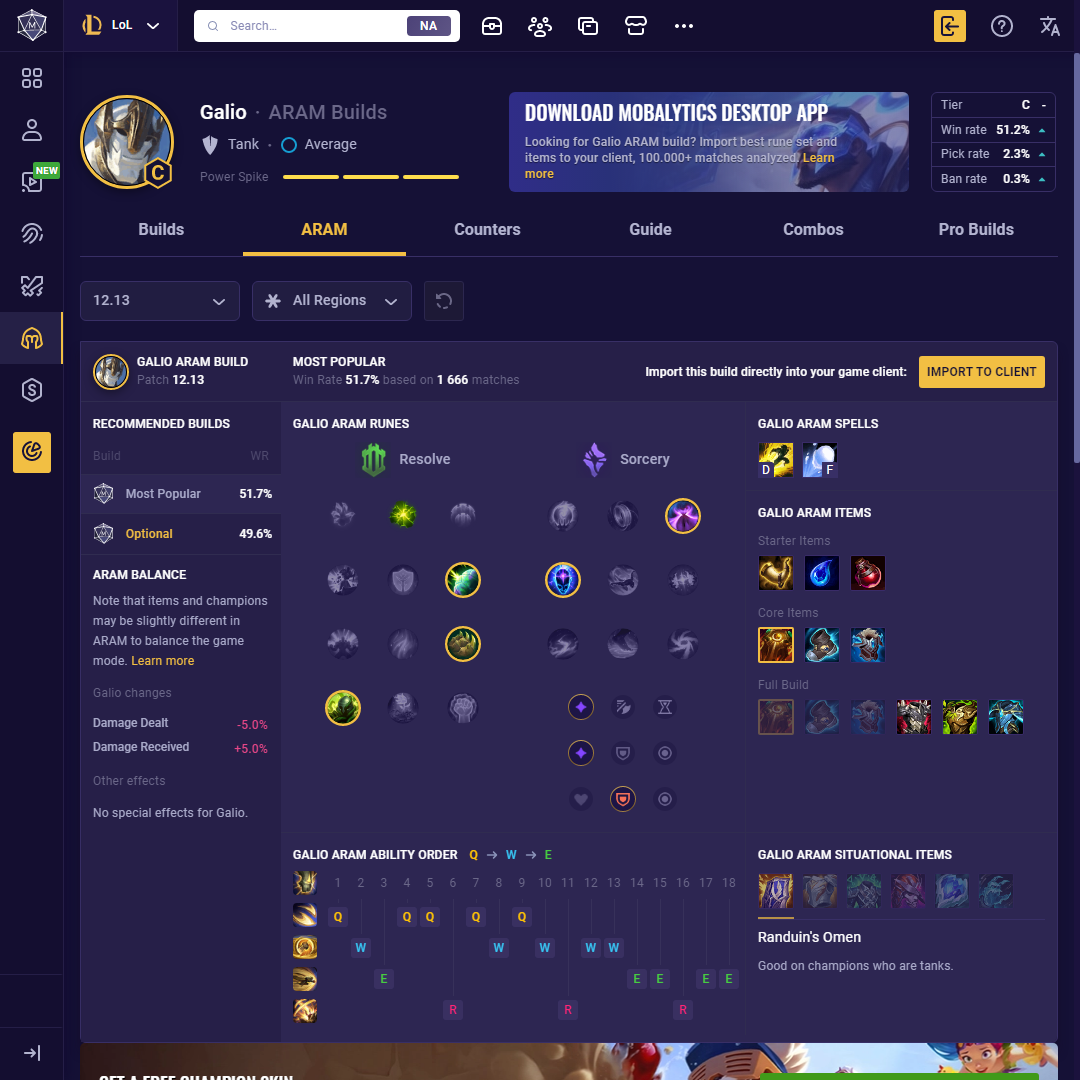 LoL
Search...
NA
NEW
Galio · ARAM Builds
Tank · Average
Power Spike
C
DOWNLOAD MOBALYTICS DESKTOP APP
Looking for Galio ARAM build? Import best rune set and
items to your client, 100.000+ matches analyzed. Learn
more
Tier C -
Win rate 51.2%
Pick rate 2.3%
Ban rate 0.3%
Builds ARAM Counters Guide Combos Pro Builds
12.13
All Regions
GALIO ARAM BUILD
Patch 12.13
MOST POPULAR
Win Rate 51.7% based on 1 666 matches
Import this build directly into your game client:
IMPORT TO CLIENT
RECOMMENDED BUILDS
Build WR
Most Popular 51.7%
Optional 49.6%
ARAM BALANCE
Note that items and champions
may be slightly different in
ARAM to balance the game
mode. Learn more
Galio changes
Damage Dealt -5.0%
Damage Received +5.0%
Other effects
No special effects for Galio.
GALIO ARAM RUNES
Resolve
Sorcery
GALIO ARAM SPELLS
D F
GALIO ARAM ITEMS
Starter Items
Core Items
Full Build
GALIO ARAM ABILITY ORDER Q → W → E
1 2 3 4 5 6 7 8 9 10 11 12 13 14 15 16 17 18
Q Q Q Q Q
W W W W W
E E E E E
R R R
GALIO ARAM SITUATIONAL ITEMS
Randuin's Omen
Good on champions who are tanks.
GET A FREE CHAMPION SKIN